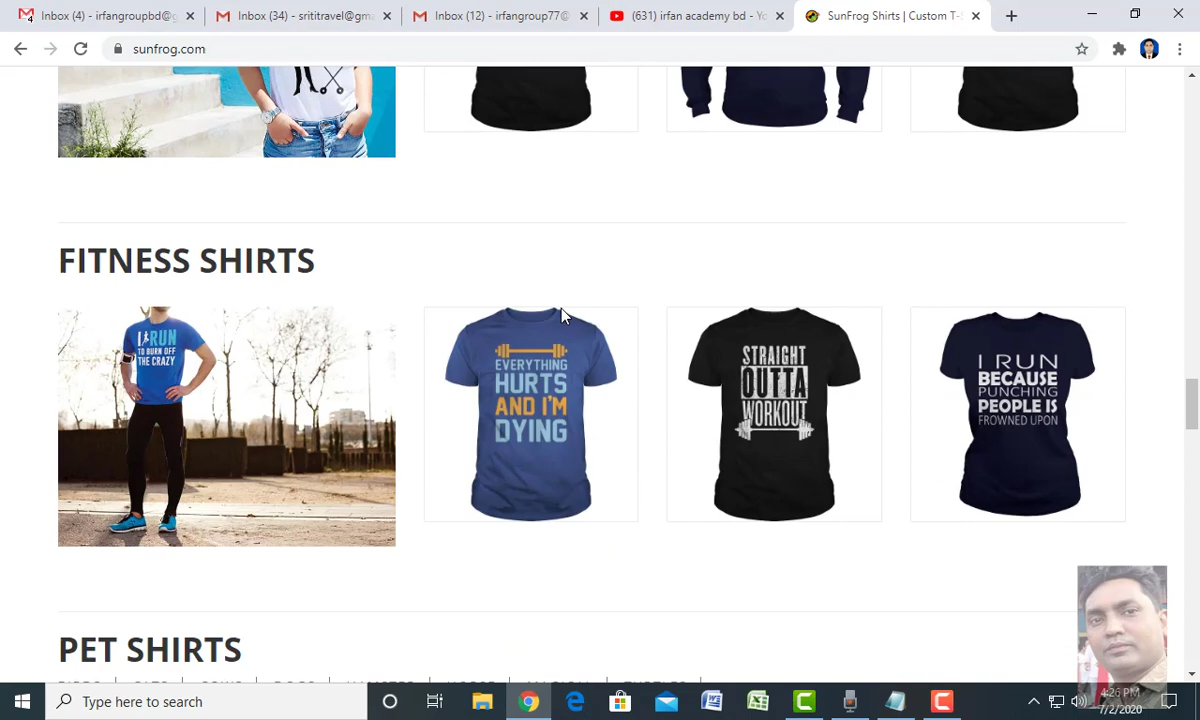 Inbox (4) - irfangroupbd@g
Inbox (34) - srititravel@gma
Inbox (12) - irfangroup77@
(631) irfan academy bd - Yo
SunFrog Shirts | Custom T-S
sunfrog.com
FITNESS SHIRTS
I RUN
TO BURN OFF
THE CRAZY
EVERYTHING
HURTS
AND I'M
DYING
STRAIGHT
OUTTA
WORKOUT
I RUN
BECAUSE
PUNCHING
PEOPLE IS
FROWNED UPON
PET SHIRTS
Type here to search
4:26 PM
7/2/2020